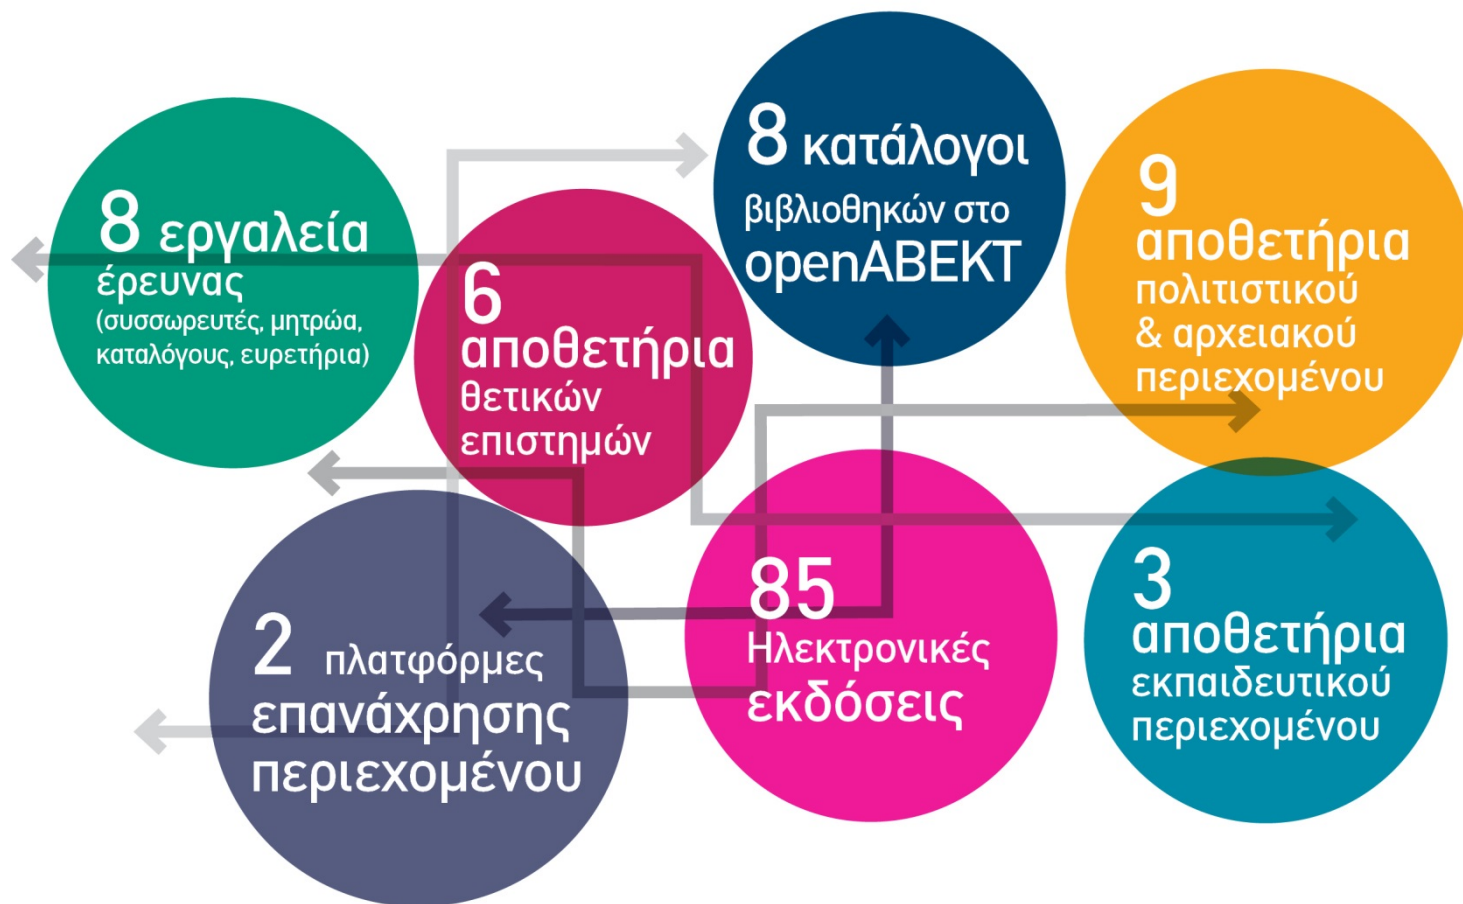 8 εργαλεία
έρευνας
(συσσωρευτές, μητρώα,
καταλόγους, ευρετήρια)
6
αποθετήρια
θετικών
επιστημών
8 κατάλογοι
βιβλιοθηκών στο
openABEKT
9
αποθετήρια
πολιτιστικού
& αρχειακού
περιεχομένου
2 πλατφόρμες
επανάχρησης
περιεχομένου
85
Ηλεκτρονικές
εκδόσεις
3
αποθετήρια
εκπαιδευτικού
περιεχομένου